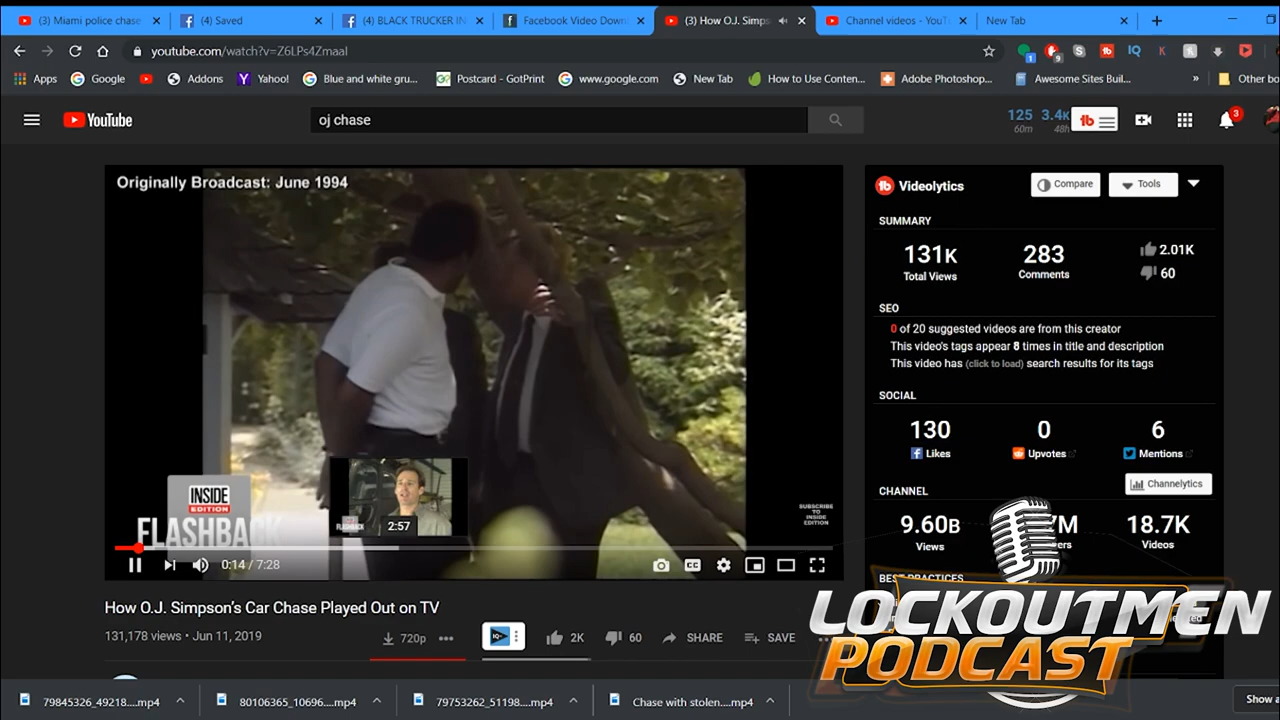 (3) Miami police chase
(4) Saved
(4) BLACK TRUCKER IN
Facebook Video Down
(3) How O.J. Simps
Channel videos - YouT
New Tab
youtube.com/watch?v=Z6LPs4Zmaal
Apps
Google
Addons
Yahoo!
Blue and white gru...
Postcard - GotPrint
www.google.com
New Tab
How to Use Conten...
Adobe Photoshop...
Awesome Sites Buil...
Other bo
YouTube
oj chase
125
60m
3.4K
48h
3
Originally Broadcast: June 1994
INSIDE
EDITION
FLASHBACK
2:57
SUBSCRIBE
TO
INSIDE
EDITION
0:14 / 7:28
How O.J. Simpson's Car Chase Played Out on TV
131,178 views • Jun 11, 2019
720p
2K
60
SHARE
SAVE
Videolytics
Compare
Tools
SUMMARY
131K
Total Views
283
Comments
2.01K
60
SEO
0 of 20 suggested videos are from this creator
This video's tags appear 8 times in title and description
This video has (click to load) search results for its tags
SOCIAL
130
Likes
0
Upvotes
6
Mentions
CHANNEL
Channelytics
9.60B
Views
18.7K
Videos
LOCKOUTMEN
PODCAST
79845326_49218....mp4
80106365_10696....mp4
79753262_51198....mp4
Chase with stolen....mp4
Show a